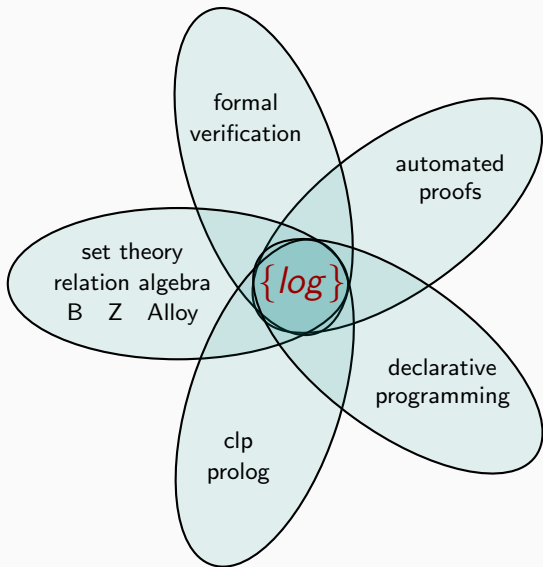 formal
verification
automated
proofs
set theory
relation algebra
B Z Alloy
{log}
declarative
programming
clp
prolog